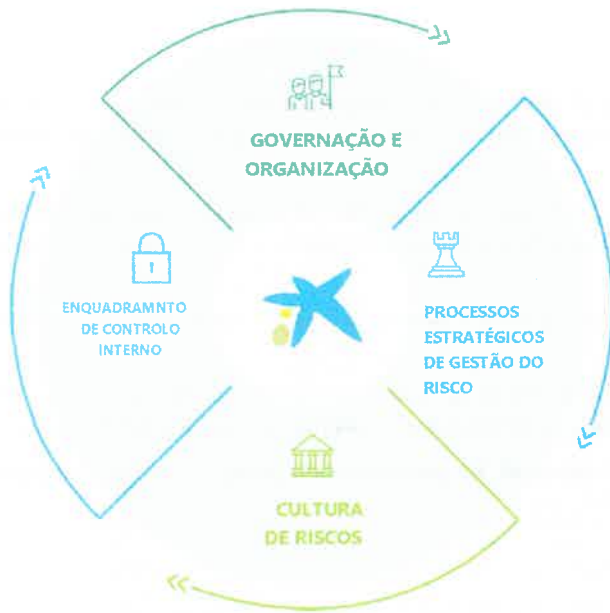 GOVERNAÇÃO E
ORGANIZAÇÃO
PROCESSOS
ESTRATÉGICOS
DE GESTÃO DO
RISCO
CULTURA
DE RISCOS
ENQUADRAMNTO
DE CONTROLO
INTERNO